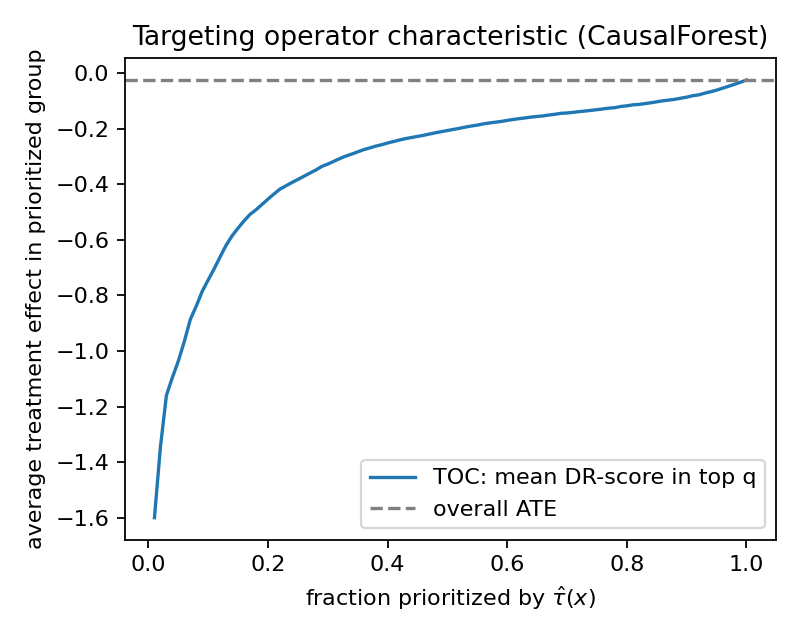 Targeting operator characteristic (CausalForest)
average treatment effect in prioritized group
0.0
−0.2
−0.4
−0.6
−0.8
−1.0
−1.2
−1.4
−1.6
TOC: mean DR-score in top q
overall ATE
0.0 0.2 0.4 0.6 0.8 1.0
fraction prioritized by τ̂(x)